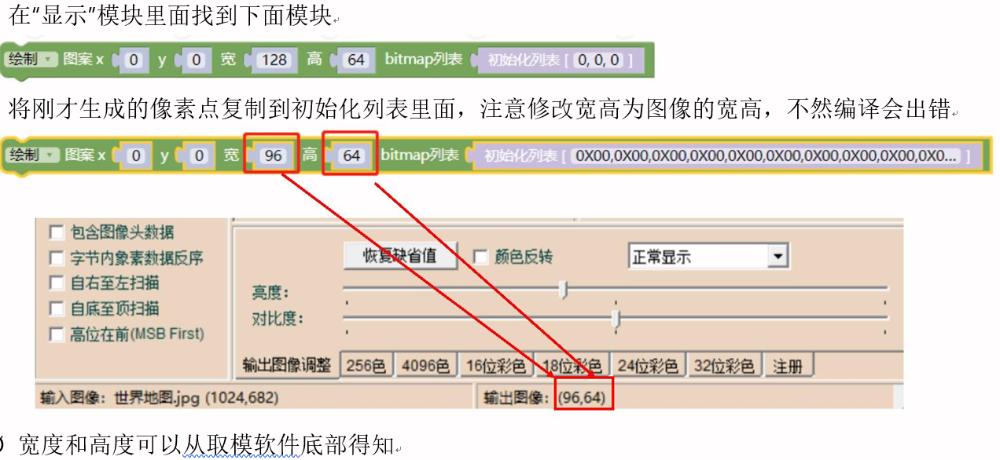 在“显示”模块里面找到下面模块
绘制 图案 x 0 y 0 宽 128 高 64 bitmap列表 初始化列表 [ 0, 0, 0 ]
将刚才生成的像素点复制到初始化列表里面，注意修改宽高为图像的宽高，不然编译会出错
绘制 图案 x 0 y 0 宽 96 高 64 bitmap列表 初始化列表 [ 0X00,0X00,0X00,0X00,0X00,0X00,0X00,0X00,0X00,0X0... ]
包含图像头数据
字节内象素数据反序
自右至左扫描
自底至顶扫描
高位在前(MSB First)
恢复缺省值 颜色反转 正常显示
亮度：
对比度：
输出图像调整 256色 4096色 16位彩色 18位彩色 24位彩色 32位彩色 注册
输入图像: 世界地图.jpg (1024,682) 输出图像: (96,64)
宽度和高度可以从取模软件底部得知